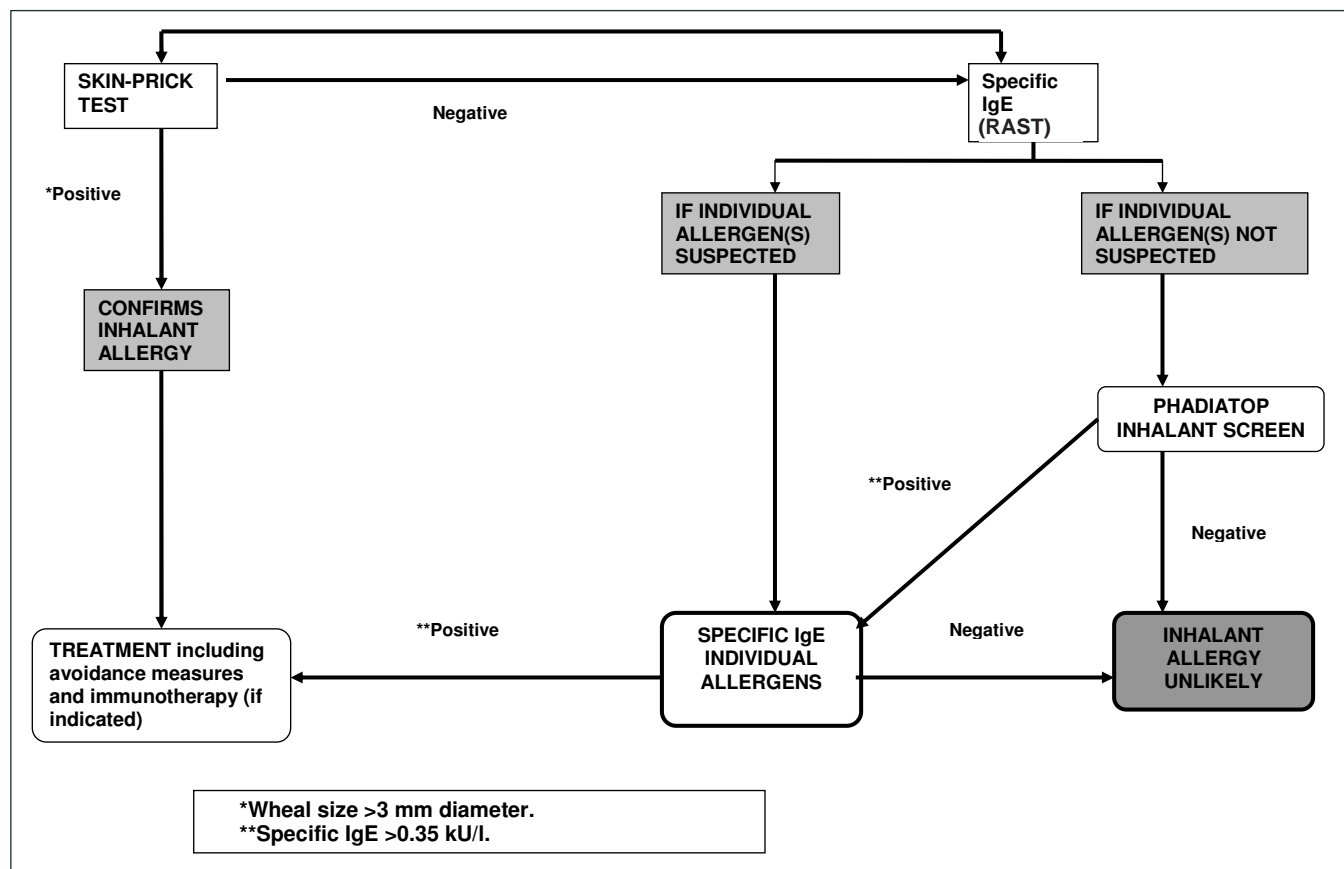 SKIN-PRICK
TEST
Negative
Specific
IgE
(RAST)
*Positive
IF INDIVIDUAL
ALLERGEN(S)
SUSPECTED
IF INDIVIDUAL
ALLERGEN(S) NOT
SUSPECTED
CONFIRMS
INHALANT
ALLERGY
PHADIATOP
INHALANT SCREEN
**Positive
Negative
TREATMENT including
avoidance measures
and immunotherapy (if
indicated)
**Positive
SPECIFIC IgE
INDIVIDUAL
ALLERGENS
Negative
INHALANT
ALLERGY
UNLIKELY
*Wheal size >3 mm diameter.
**Specific IgE >0.35 kU/l.